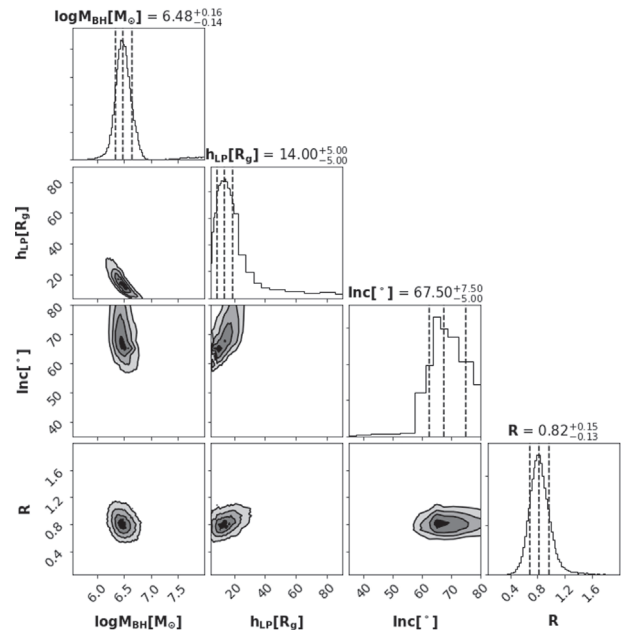 logM_BH[M_⊙] = 6.48^{+0.16}_{−0.14}
h_LP[R_g] = 14.00^{+5.00}_{−5.00}
80
60
40
20
h_LP[R_g]
Inc[°] = 67.50^{+7.50}_{−5.00}
80
70
60
50
40
Inc[°]
R = 0.82^{+0.15}_{−0.13}
1.6
1.2
0.8
0.4
R
6.0 6.5 7.0 7.5
20 40 60 80
40 50 60 70 80
0.4 0.8 1.2 1.6
logM_BH[M_⊙] h_LP[R_g] Inc[°] R